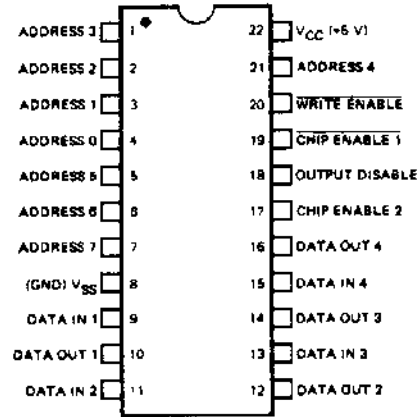 ADDRESS 3 1 22 VCC (+5 V)
ADDRESS 2 2 21 ADDRESS 4
ADDRESS 1 3 20 WRITE ENABLE
ADDRESS 0 4 19 CHIP ENABLE 1
ADDRESS 5 5 18 OUTPUT DISABLE
ADDRESS 6 6 17 CHIP ENABLE 2
ADDRESS 7 7 16 DATA OUT 4
(GND) VSS 8 15 DATA IN 4
DATA IN 1 9 14 DATA OUT 3
DATA OUT 1 10 13 DATA IN 3
DATA IN 2 11 12 DATA OUT 2